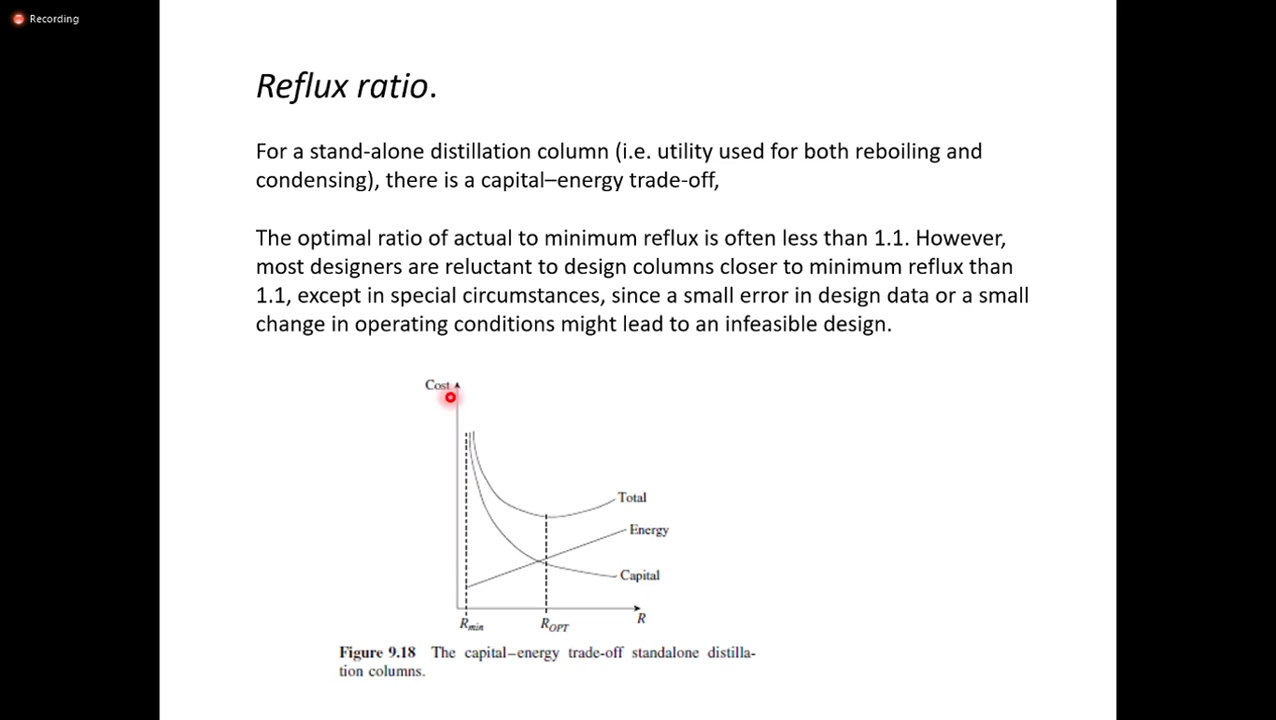 Recording
Reflux ratio.
For a stand-alone distillation column (i.e. utility used for both reboiling and
condensing), there is a capital–energy trade-off,
The optimal ratio of actual to minimum reflux is often less than 1.1. However,
most designers are reluctant to design columns closer to minimum reflux than
1.1, except in special circumstances, since a small error in design data or a small
change in operating conditions might lead to an infeasible design.
Cost
Total
Energy
Capital
Rmin
ROPT
R
Figure 9.18 The capital–energy trade-off standalone distilla-
tion columns.